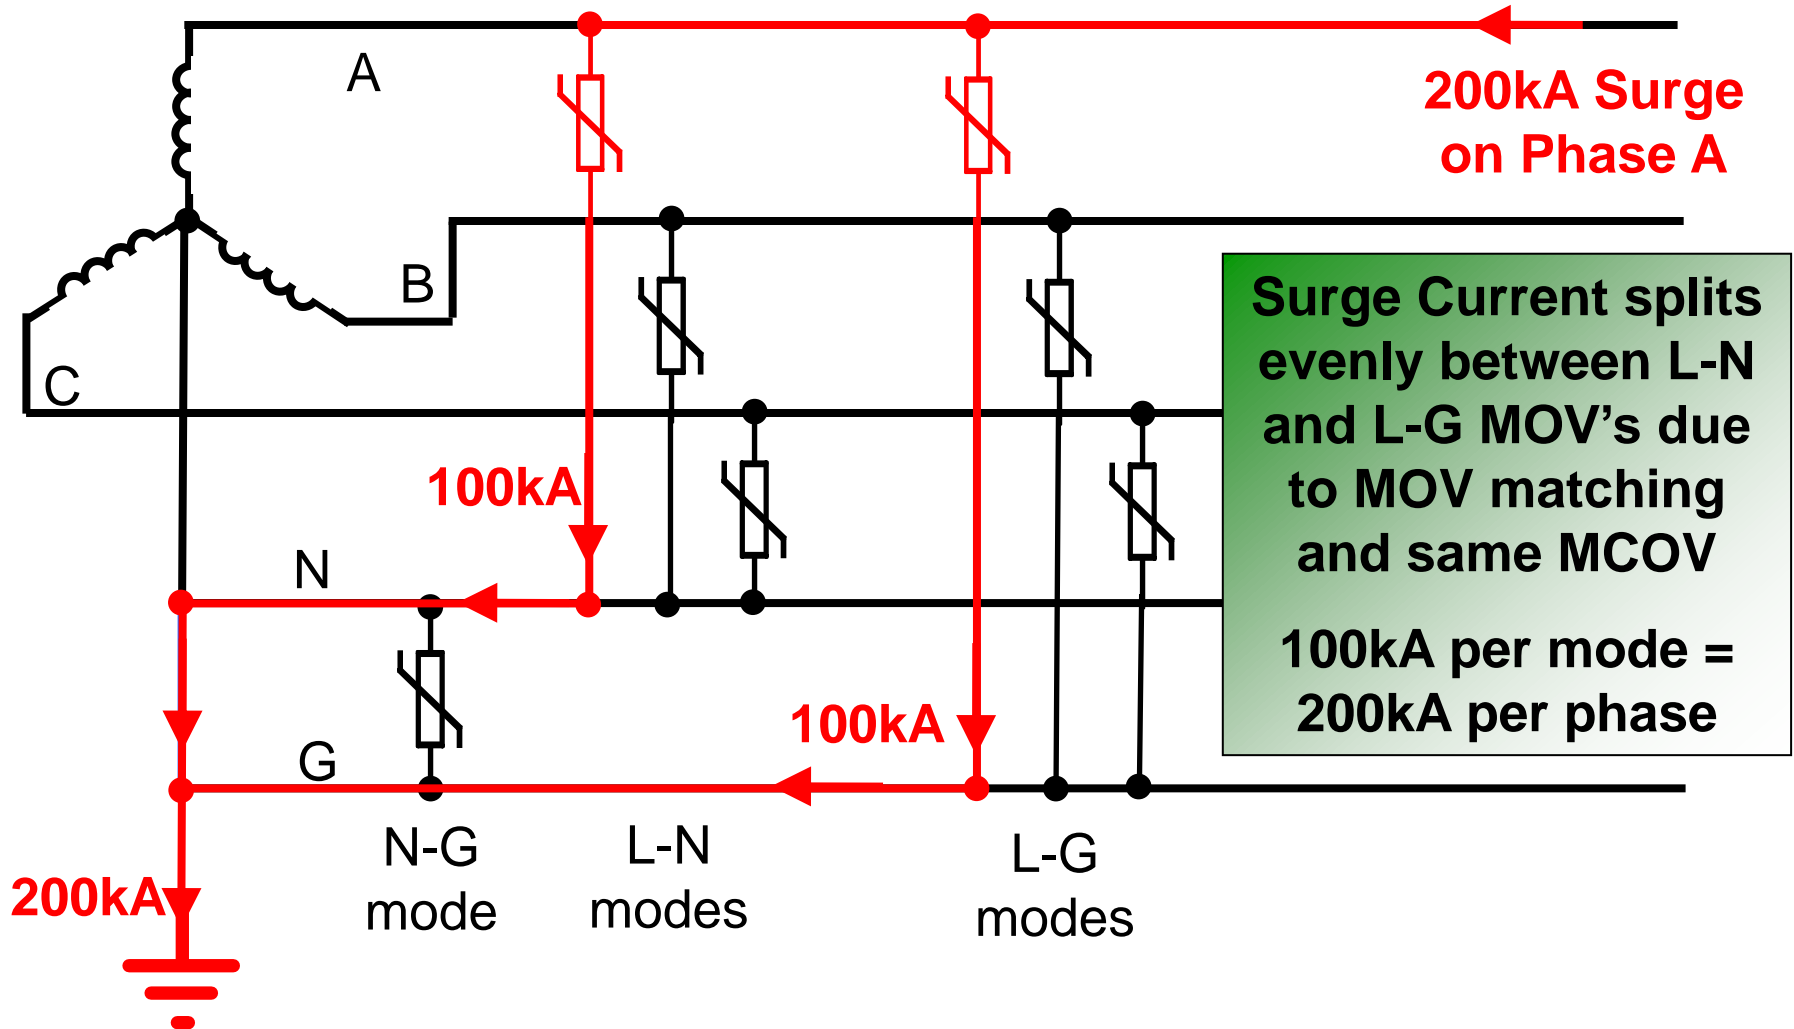 A
200kA Surge
on Phase A
B
C
Surge Current splits
evenly between L-N
and L-G MOV's due
to MOV matching
and same MCOV
100kA per mode =
200kA per phase
100kA
N
100kA
G
N-G
mode
L-N
modes
L-G
modes
200kA